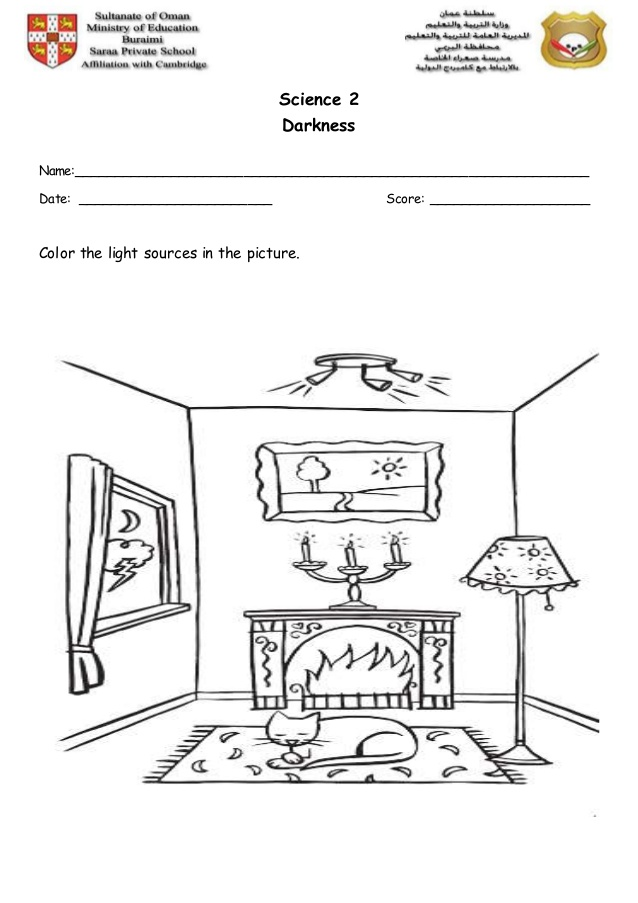 Sultanate of Oman
Ministry of Education
Buraimi
Saraa Private School
Affiliation with Cambridge
سلطنة عمان
وزارة التربية والتعليم
المديرية العامة للتربية والتعليم
محافظة البريمي
مدرسة صعراء الخاصة
بالارتباط مع كامبردج الدولية
Science 2
Darkness
Name:
Date:
Score:
Color the light sources in the picture.